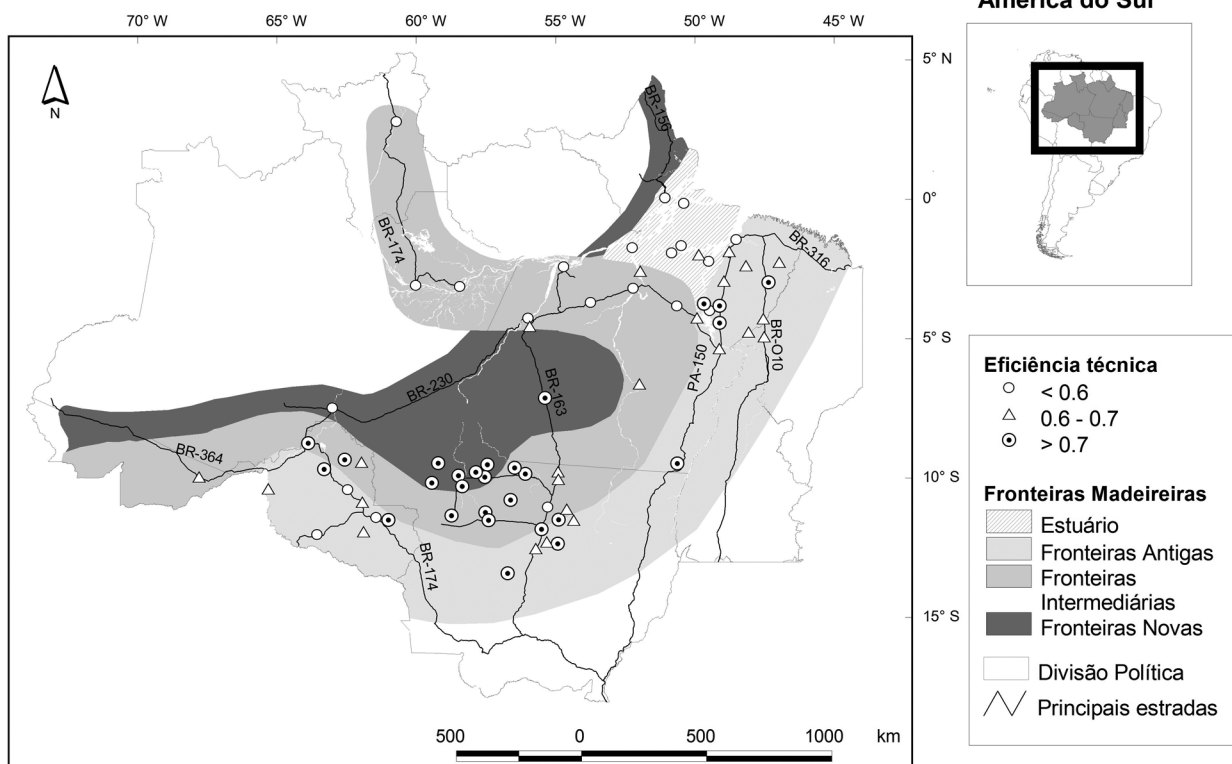 América do Sul
70° W 65° W 60° W 55° W 50° W 45° W
5° N
0°
5° S
10° S
15° S
N
BR-156
BR-174
BR-316
BR-O10
PA-150
BR-163
BR-230
BR-364
BR-174
500 0 500 1000 km
Eficiência técnica
< 0.6
0.6 - 0.7
> 0.7
Fronteiras Madeireiras
Estuário
Fronteiras Antigas
Fronteiras
Intermediárias
Fronteiras Novas
Divisão Política
Principais estradas